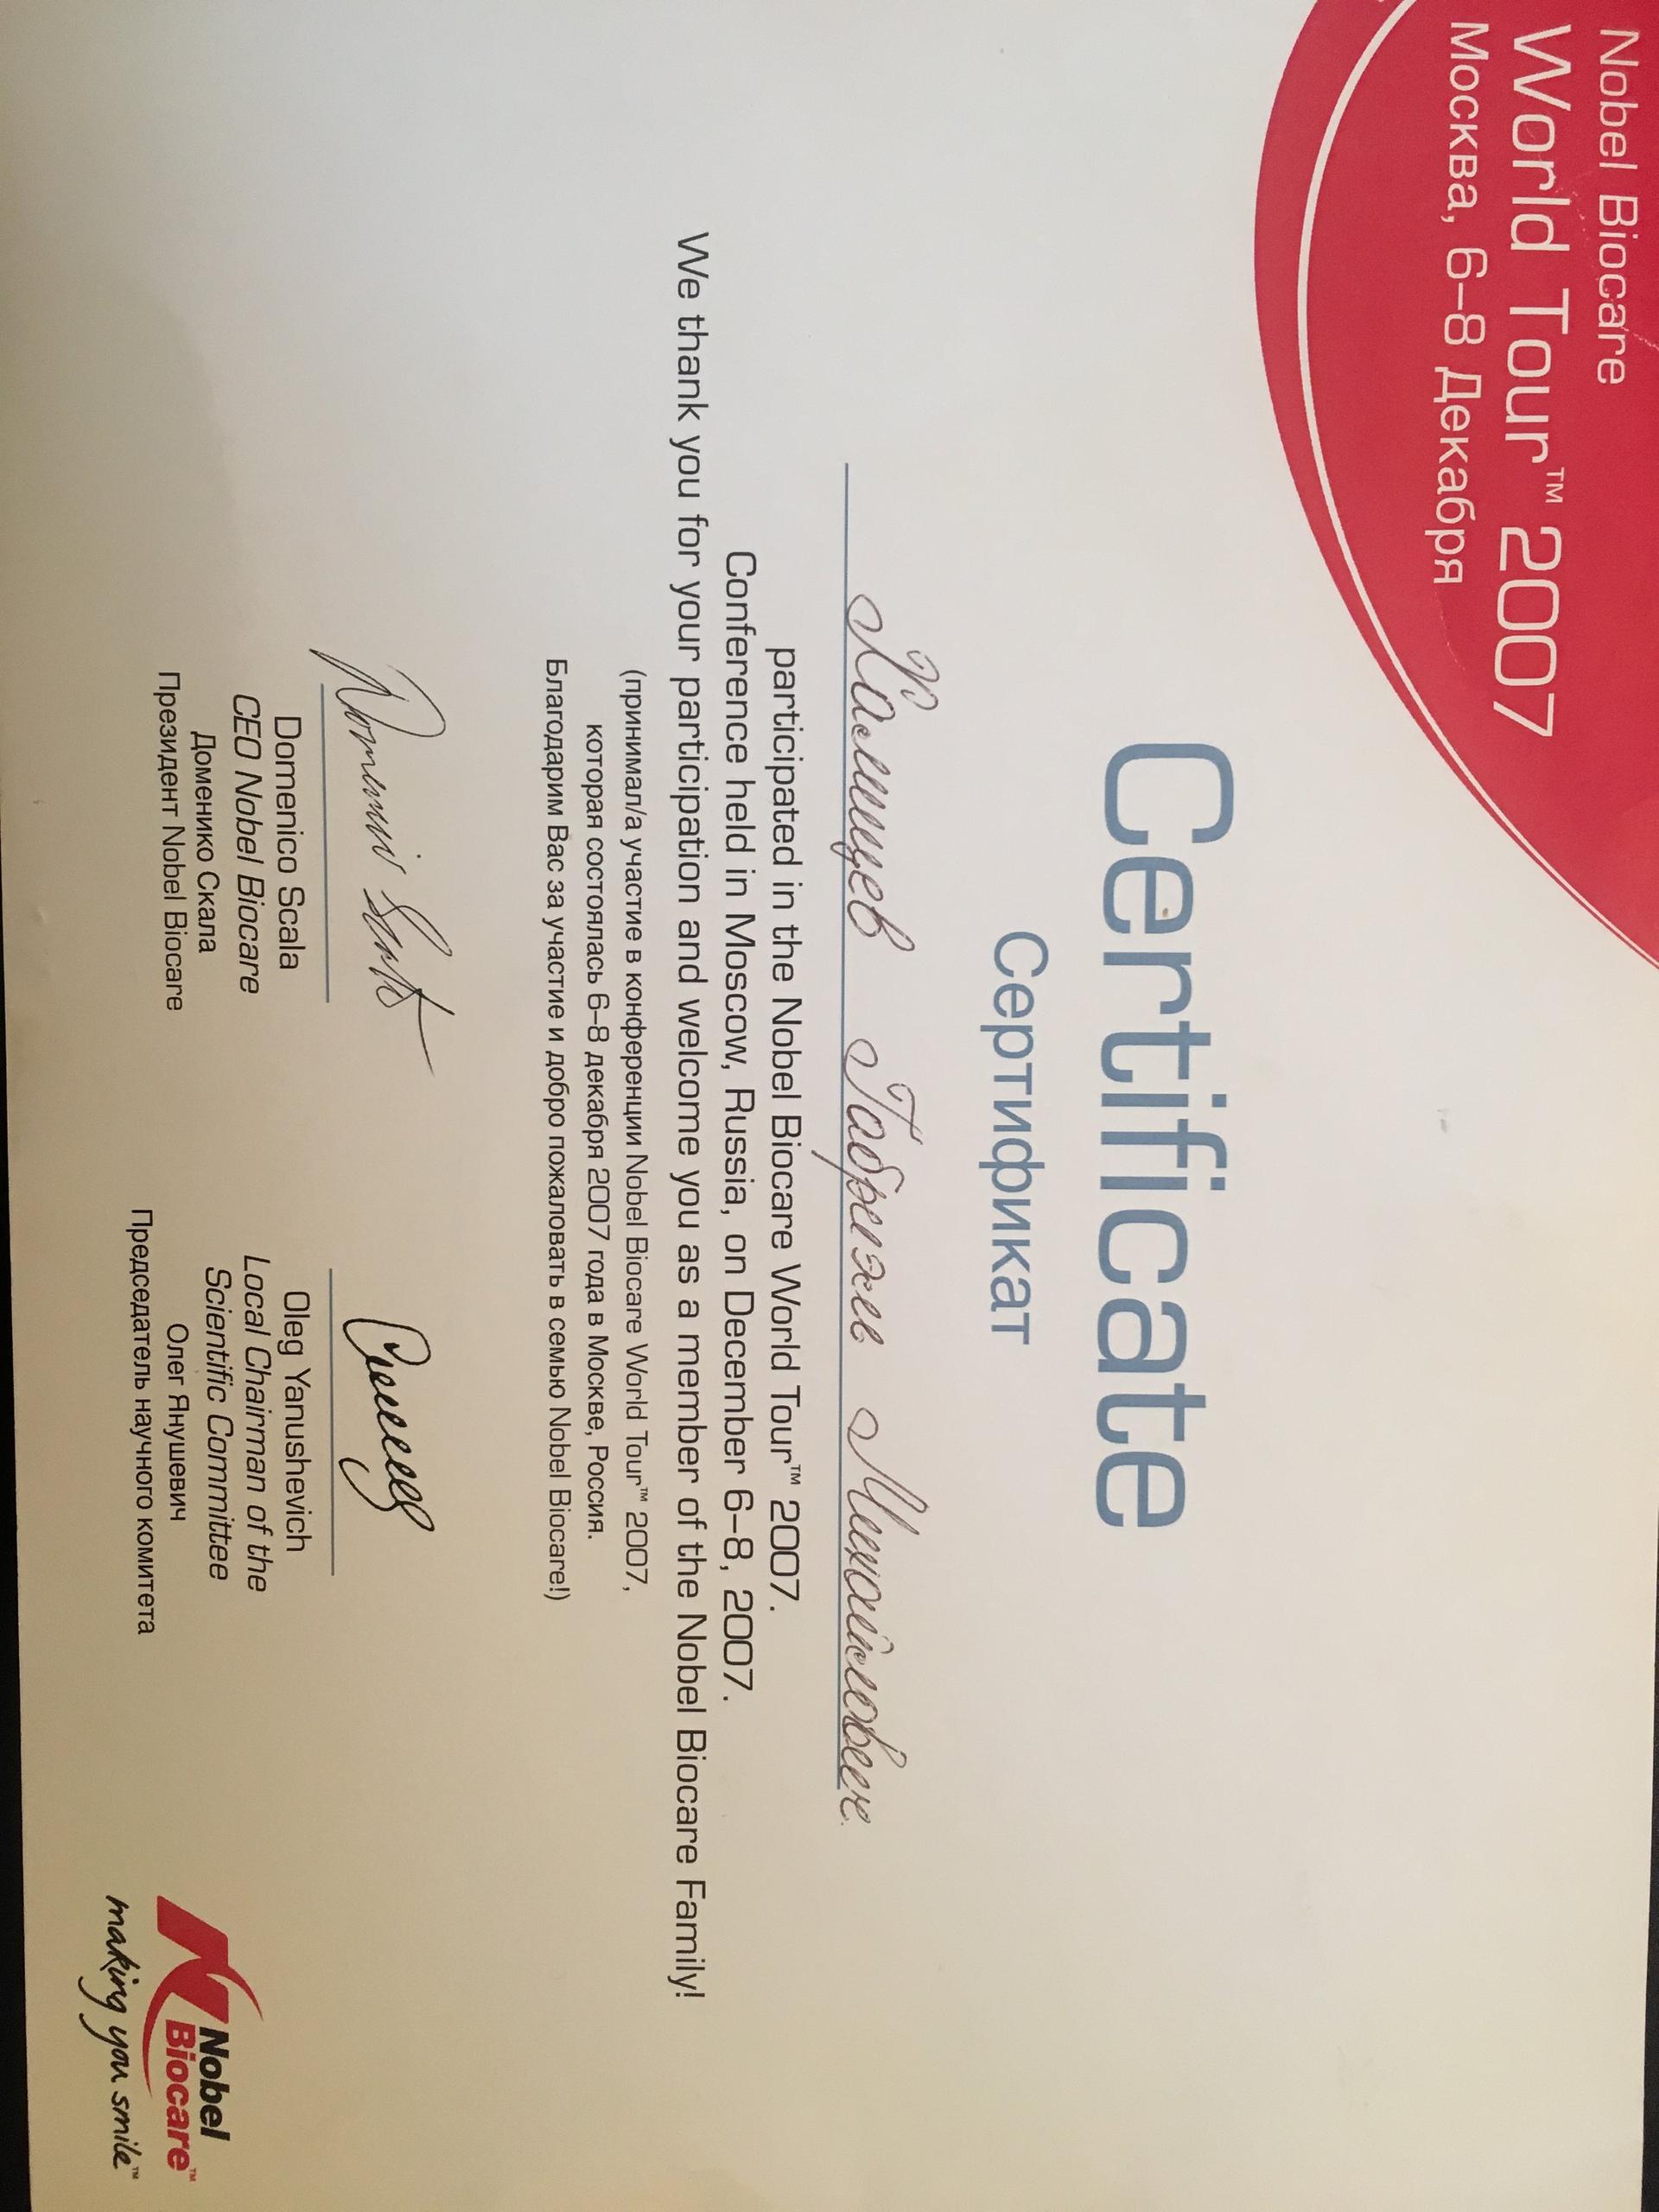 Nobel Biocare
World Tour™ 2007
Москва, 6–8 Декабря
Certificate
Сертификат
Габриэле Михайлович
participated in the Nobel Biocare World Tour™ 2007.
Conference held in Moscow, Russia, on December 6–8, 2007.
We thank you for your participation and welcome you as a member of the Nobel Biocare Family!
(принимал/а участие в конференции Nobel Biocare World Tour™ 2007,
которая состоялась 6–8 декабря 2007 года в Москве, Россия.
Благодарим Вас за участие и добро пожаловать в семью Nobel Biocare!)
Domenico Scala
CEO Nobel Biocare
Доменико Скала
Президент Nobel Biocare
Oleg Yanushevich
Local Chairman of the
Scientific Committee
Олег Янушевич
Председатель научного комитета
Nobel
Biocare™
making you smile™